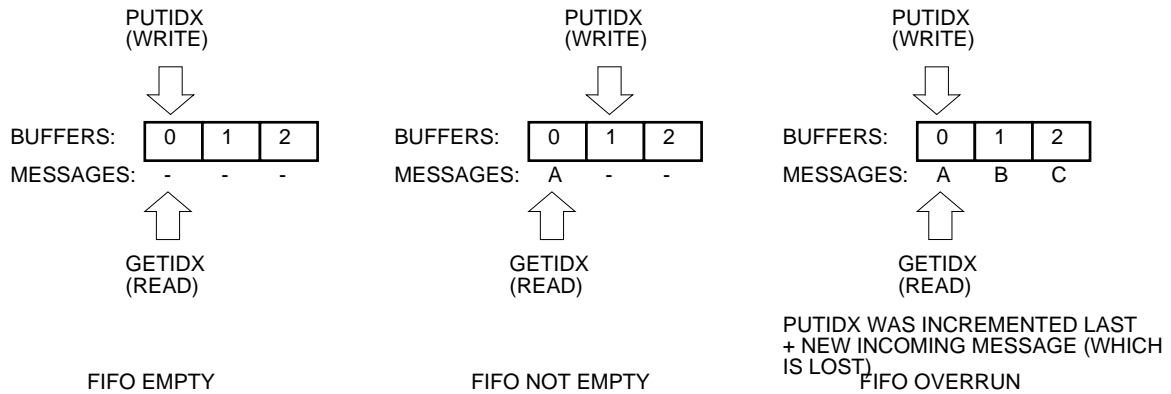 PUTIDX
(WRITE)
BUFFERS: 0 1 2
MESSAGES: - - -
GETIDX
(READ)
FIFO EMPTY
PUTIDX
(WRITE)
BUFFERS: 0 1 2
MESSAGES: A - -
GETIDX
(READ)
FIFO NOT EMPTY
PUTIDX
(WRITE)
BUFFERS: 0 1 2
MESSAGES: A B C
GETIDX
(READ)
PUTIDX WAS INCREMENTED LAST
+ NEW INCOMING MESSAGE (WHICH
IS LOST)
FIFO OVERRUN